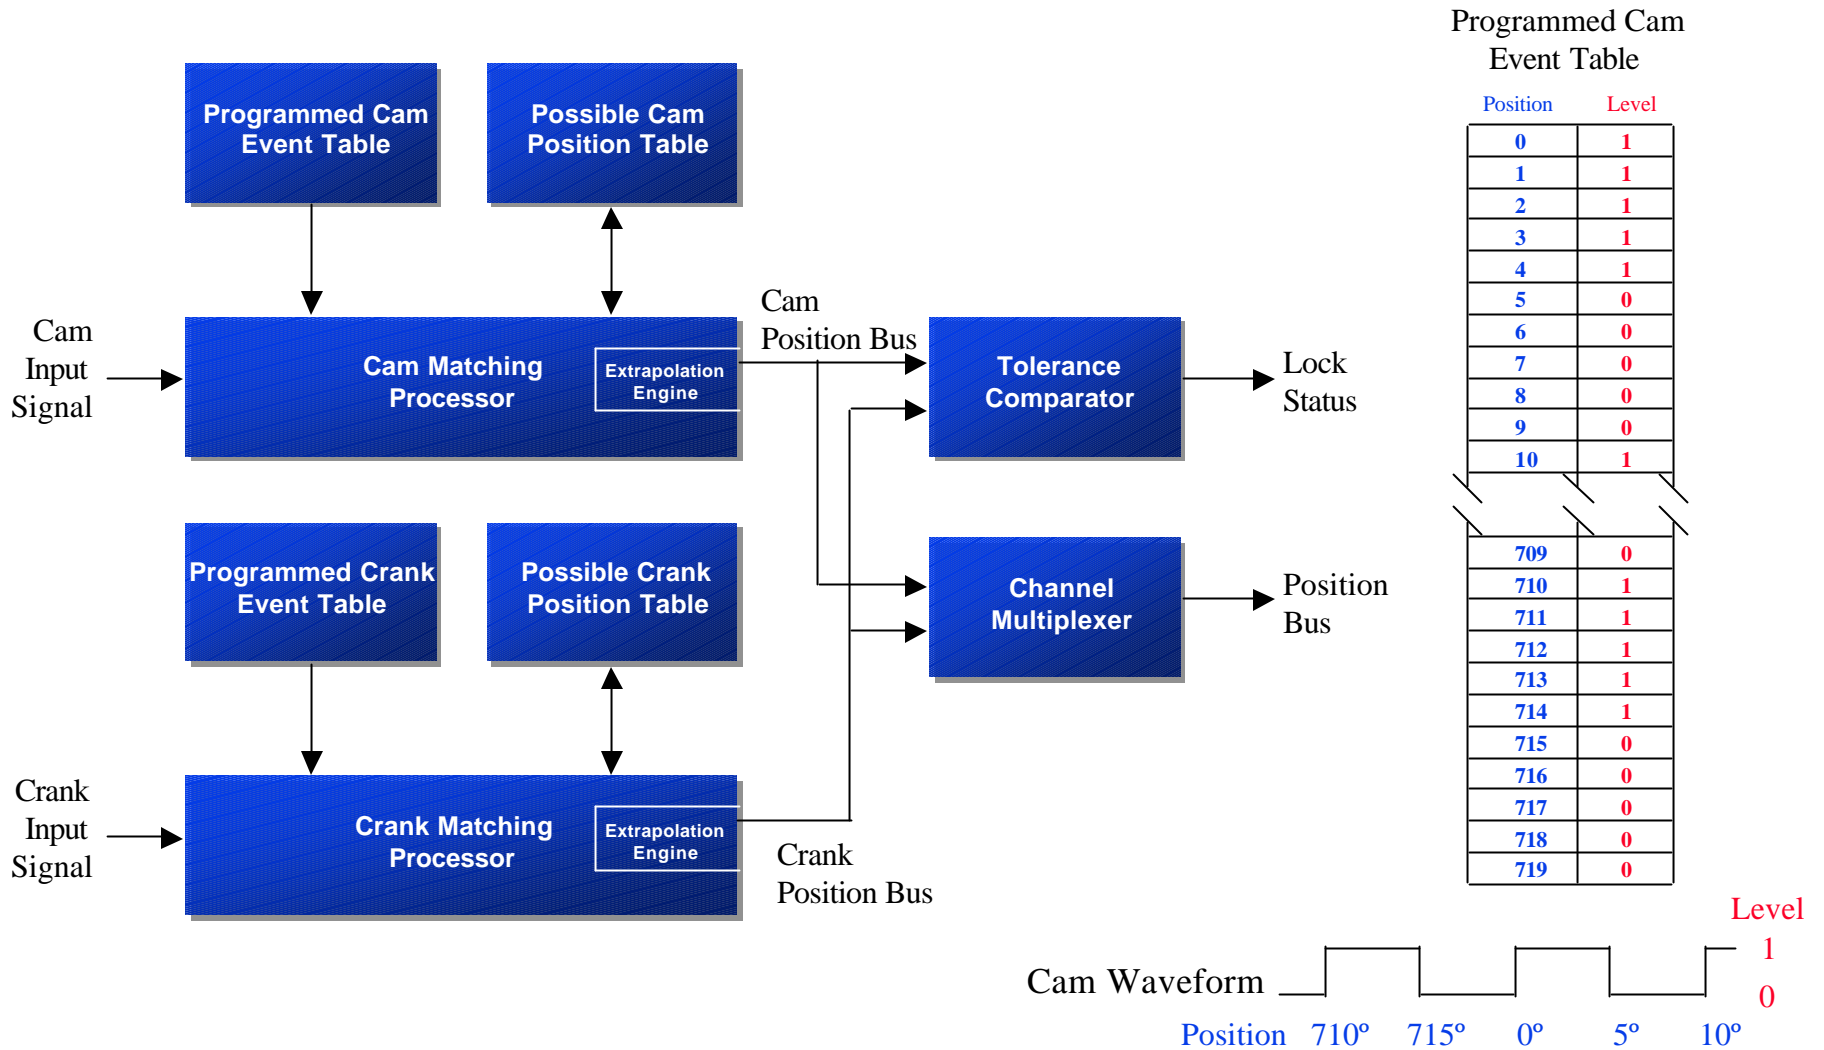 Programmed Cam
Event Table
Possible Cam
Position Table
Cam
Input
Signal
Cam Matching
Processor
Extrapolation
Engine
Cam
Position Bus
Tolerance
Comparator
Lock
Status
Programmed Crank
Event Table
Possible Crank
Position Table
Channel
Multiplexer
Position
Bus
Crank
Input
Signal
Crank Matching
Processor
Extrapolation
Engine
Crank
Position Bus
Programmed Cam
Event Table
Position Level
0 1
1 1
2 1
3 1
4 1
5 0
6 0
7 0
8 0
9 0
10 1
709 0
710 1
711 1
712 1
713 1
714 1
715 0
716 0
717 0
718 0
719 0
Level
1
Cam Waveform
0
Position 710º 715º 0º 5º 10º